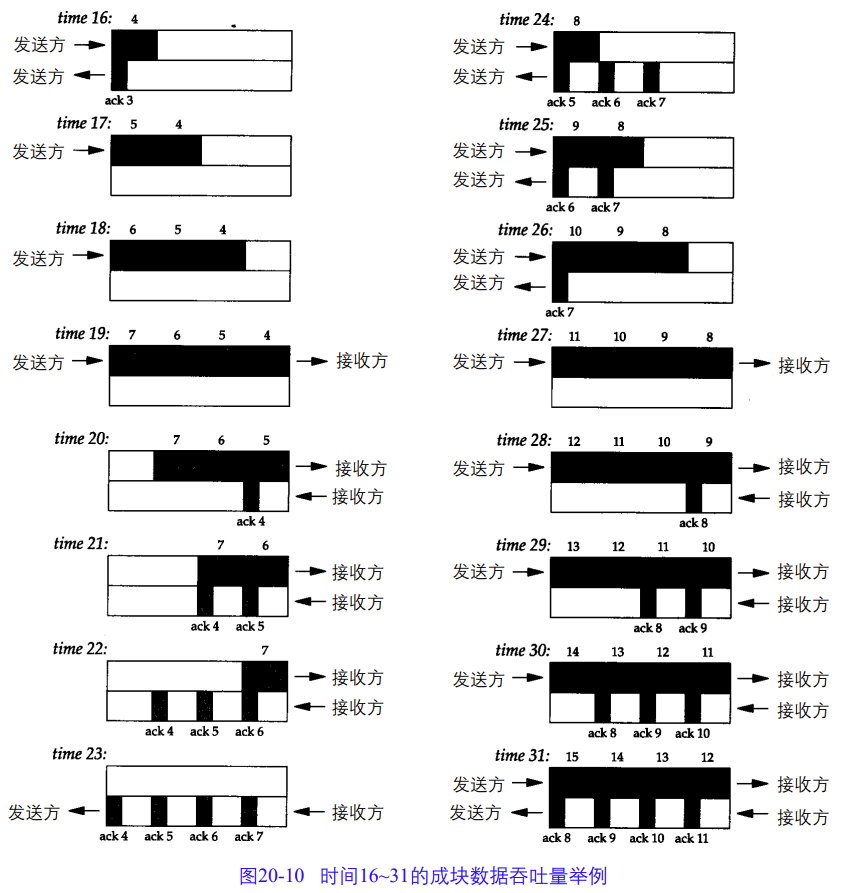 time 16: 4
发送方
发送方
ack 3
time 17: 5 4
发送方
time 18: 6 5 4
发送方
time 19: 7 6 5 4
发送方 接收方
time 20: 7 6 5
接收方
接收方
ack 4
time 21: 7 6
接收方
接收方
ack 4 ack 5
time 22: 7
接收方
接收方
ack 4 ack 5 ack 6
time 23:
发送方 接收方
ack 4 ack 5 ack 6 ack 7
time 24: 8
发送方
发送方
ack 5 ack 6 ack 7
time 25: 9 8
发送方
发送方
ack 6 ack 7
time 26: 10 9 8
发送方
发送方
ack 7
time 27: 11 10 9 8
发送方 接收方
time 28: 12 11 10 9
发送方 接收方
接收方
ack 8
time 29: 13 12 11 10
发送方 接收方
接收方
ack 8 ack 9
time 30: 14 13 12 11
发送方 接收方
接收方
ack 8 ack 9 ack 10
time 31: 15 14 13 12
发送方 接收方
发送方 接收方
ack 8 ack 9 ack 10 ack 11
图20-10 时间16~31的成块数据吞吐量举例